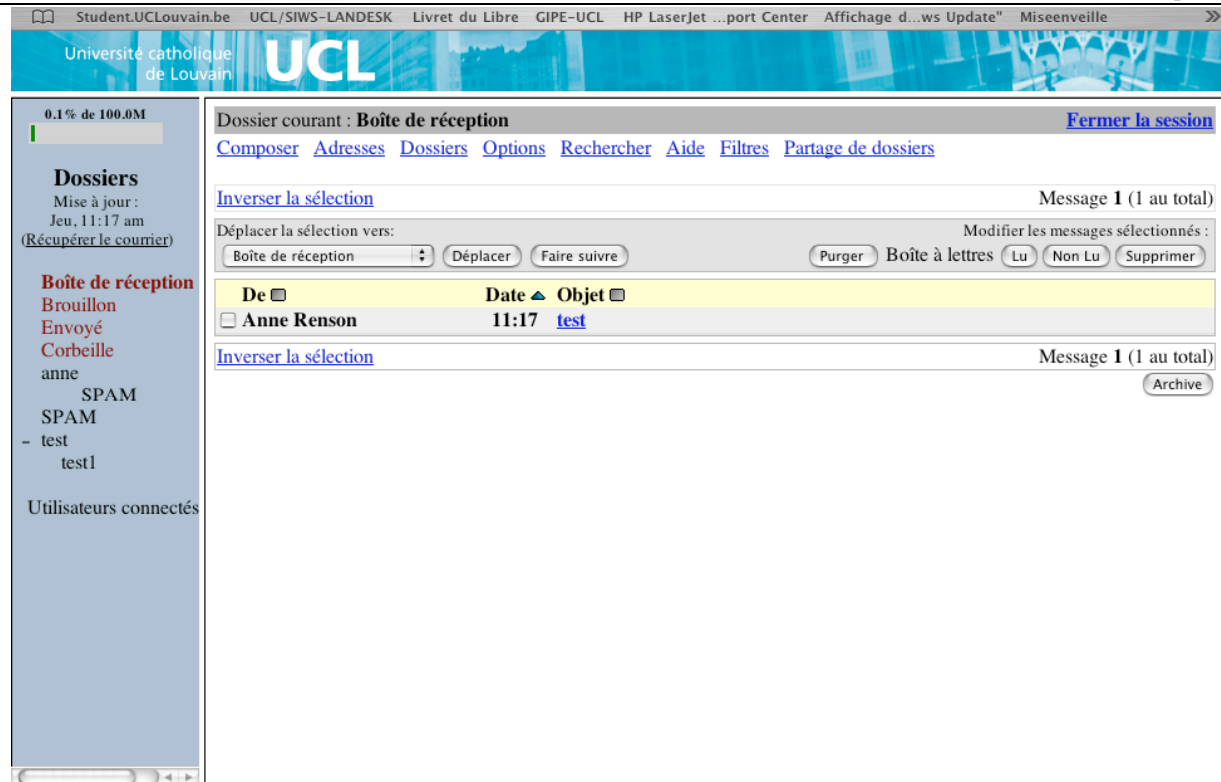 Student.UCLouvain.be UCL/SIWS-LANDESK Livret du Libre GIPE-UCL HP LaserJet ...port Center Affichage d...ws Update" Miseenville »
Université catholique
de Louvain
UCL
0.1% de 100.0M
Dossiers
Mise à jour :
Jeu, 11:17 am
(Récupérer le courrier)
Boîte de réception
Brouillon
Envoyé
Corbeille
anne
SPAM
SPAM
– test
test1
Utilisateurs connectés
Dossier courant : Boîte de réception Fermer la session
Composer Adresses Dossiers Options Rechercher Aide Filtres Partage de dossiers
Inverser la sélection Message 1 (1 au total)
Déplacer la sélection vers: Modifier les messages sélectionnés :
Boîte de réception Déplacer Faire suivre Purger Boîte à lettres Lu Non Lu Supprimer
De Date Objet
Anne Renson 11:17 test
Inverser la sélection Message 1 (1 au total)
Archive